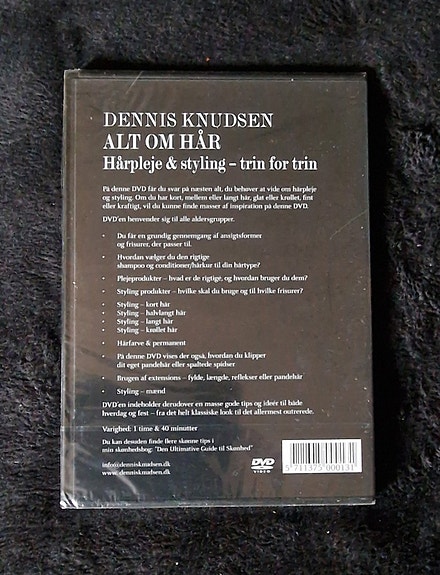 DENNIS KNUDSEN
ALT OM HÅR
Hårpleje & styling – trin for trin
På denne DVD får du svar på næsten alt, du behøver at vide om hårpleje
og styling. Om du har kort, mellem eller langt hår, glat eller krøllet, fint
eller kraftigt, vil du kunne finde masser af inspiration på denne DVD.
DVD'en henvender sig til alle aldersgrupper.
• Du får en grundig gennemgang af ansigtsformer
og frisurer, der passer til.
• Hvordan vælger du den rigtige
shampoo og conditioner/hårkur til din hårtype?
• Plejeprodukter – hvad er de rigtige, og hvordan bruger du dem?
• Styling produkter – hvilke skal du bruge og til hvilke frisurer?
• Styling – kort hår
• Styling – halvlangt hår
• Styling – langt hår
• Styling – krøllet hår
• Hårfarve & permanent
• På denne DVD vises der også, hvordan du klipper
dit eget pandehår eller spaltede spidser
• Brugen af extensions – fylde, længde, reflekser eller pandehår
• Styling – mænd
DVD'en indeholder derudover en masse gode tips og ideér til både
hverdag og fest – fra det helt klassiske look til det allermest outrerede.
Varighed: 1 time & 40 minutter
Du kan desuden finde flere skønne tips i
min skønhedsbog: "Den Ultimative Guide til Skønhed"
info@dennisknudsen.dk
www.dennisknudsen.dk
DVD
VIDEO
5 711375 000131